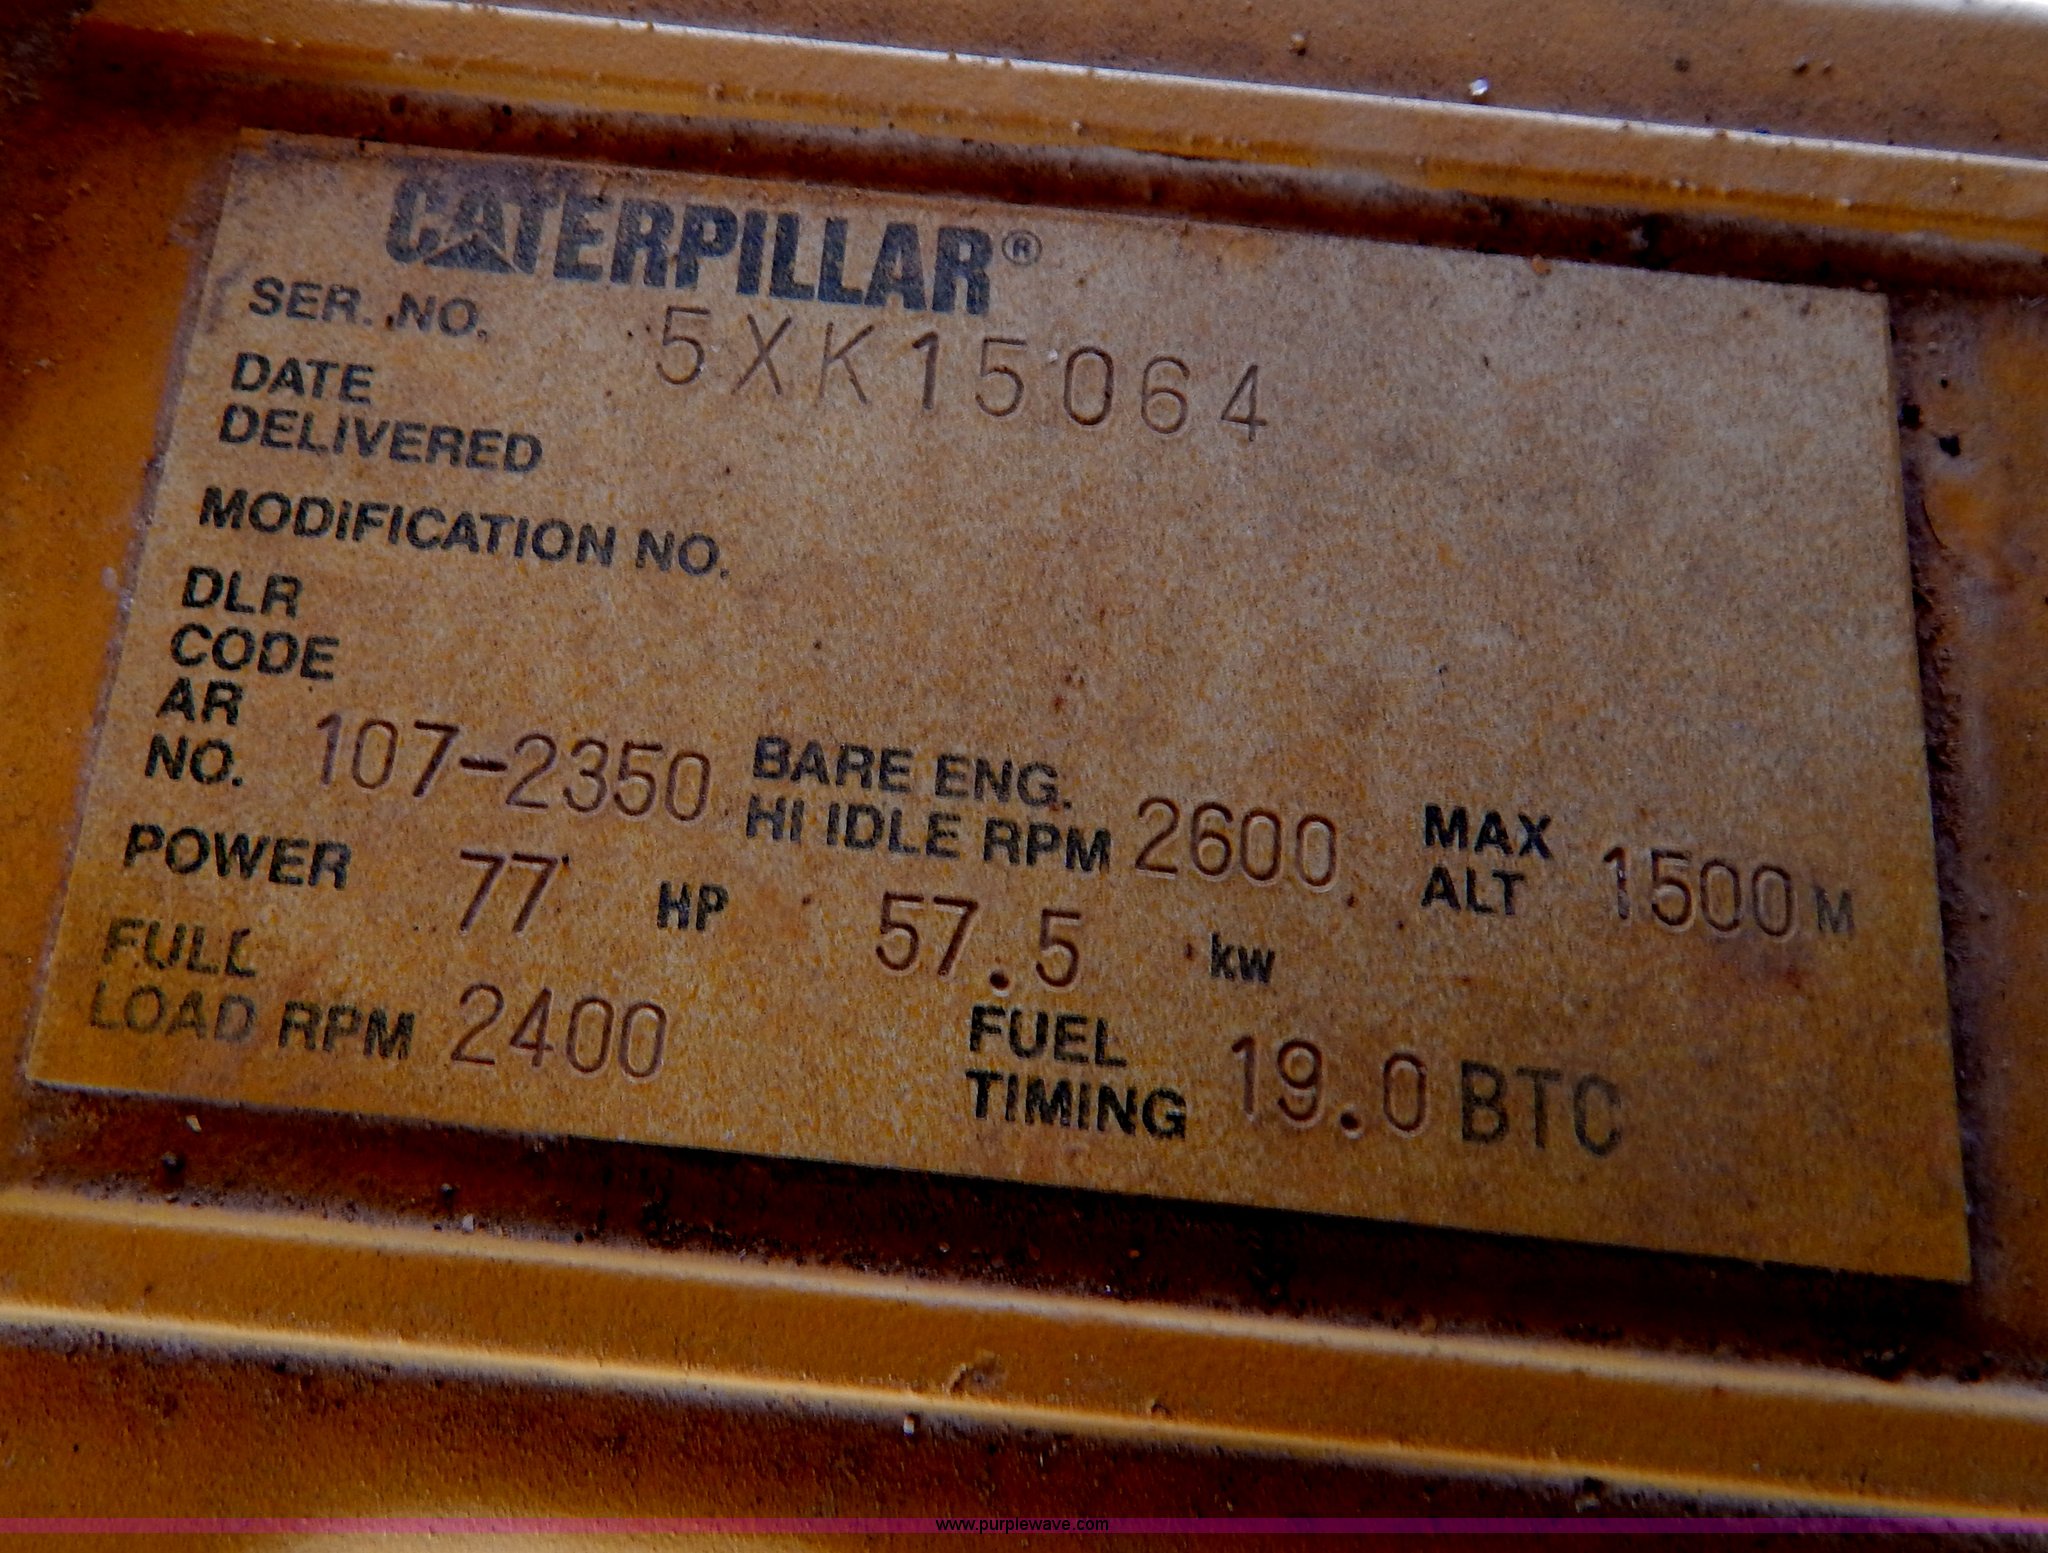 CATERPILLAR®
SER. NO. 5XK15064
DATE
DELIVERED
MODIFICATION NO.
DLR
CODE
AR
NO. 107-2350 BARE ENG.
HI IDLE RPM 2600 MAX
ALT 1500 M
POWER 77 HP 57.5 kw
FULL
LOAD RPM 2400 FUEL
TIMING 19.0 BTC
www.purplewave.com